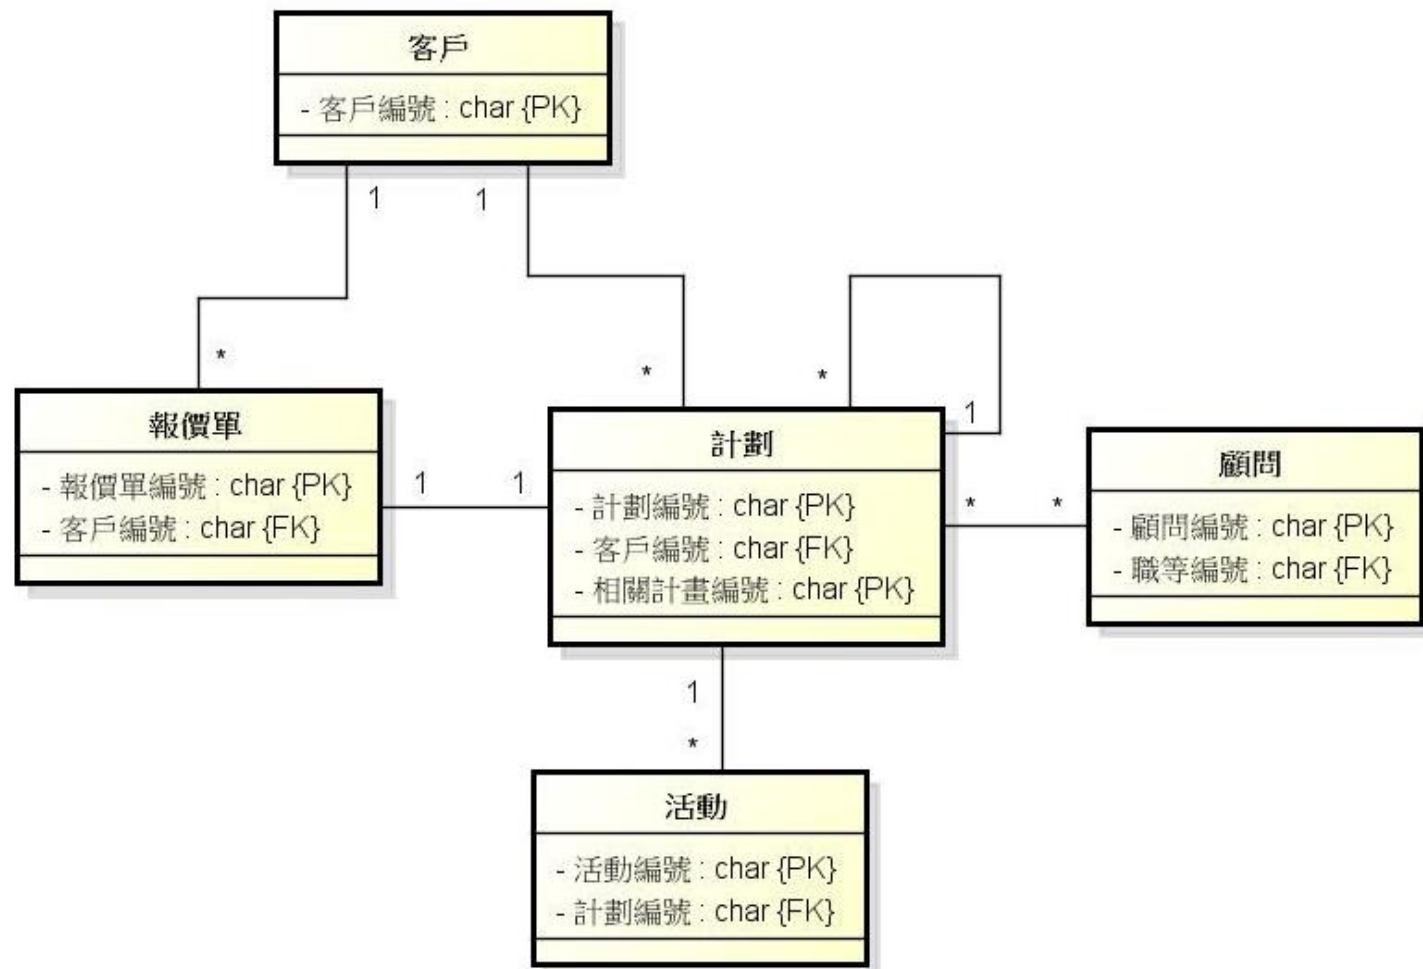 客戶
- 客戶編號 : char {PK}
1
1
*
*
*
1
報價單
- 報價單編號 : char {PK}
- 客戶編號 : char {FK}
1
1
計劃
- 計劃編號 : char {PK}
- 客戶編號 : char {FK}
- 相關計畫編號 : char {PK}
*
*
顧問
- 顧問編號 : char {PK}
- 職等編號 : char {FK}
1
*
活動
- 活動編號 : char {PK}
- 計劃編號 : char {FK}